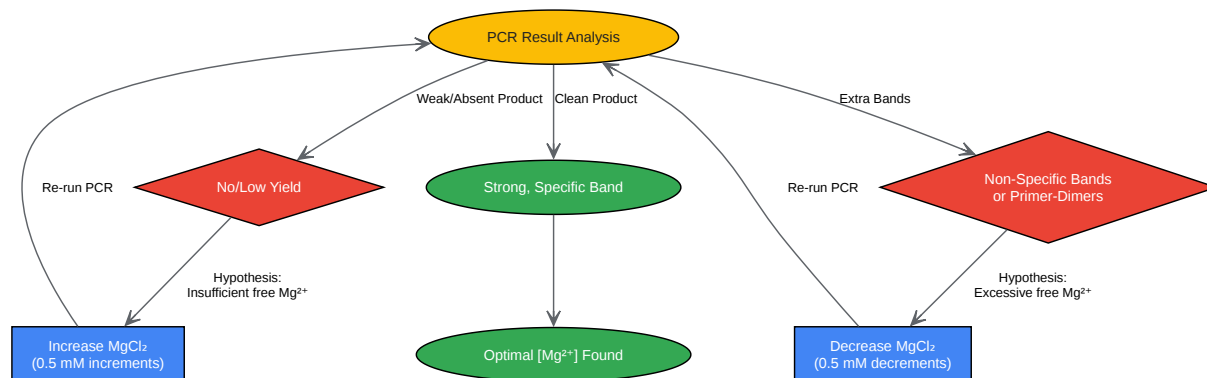 PCR Result Analysis
Weak/Absent Product
Clean Product
Extra Bands
Re-run PCR
No/Low Yield
Strong, Specific Band
Re-run PCR
Non-Specific Bands
or Primer-Dimers
Hypothesis:
Insufficient free Mg²⁺
Hypothesis:
Excessive free Mg²⁺
Increase MgCl₂
(0.5 mM increments)
Optimal [Mg²⁺] Found
Decrease MgCl₂
(0.5 mM decrements)